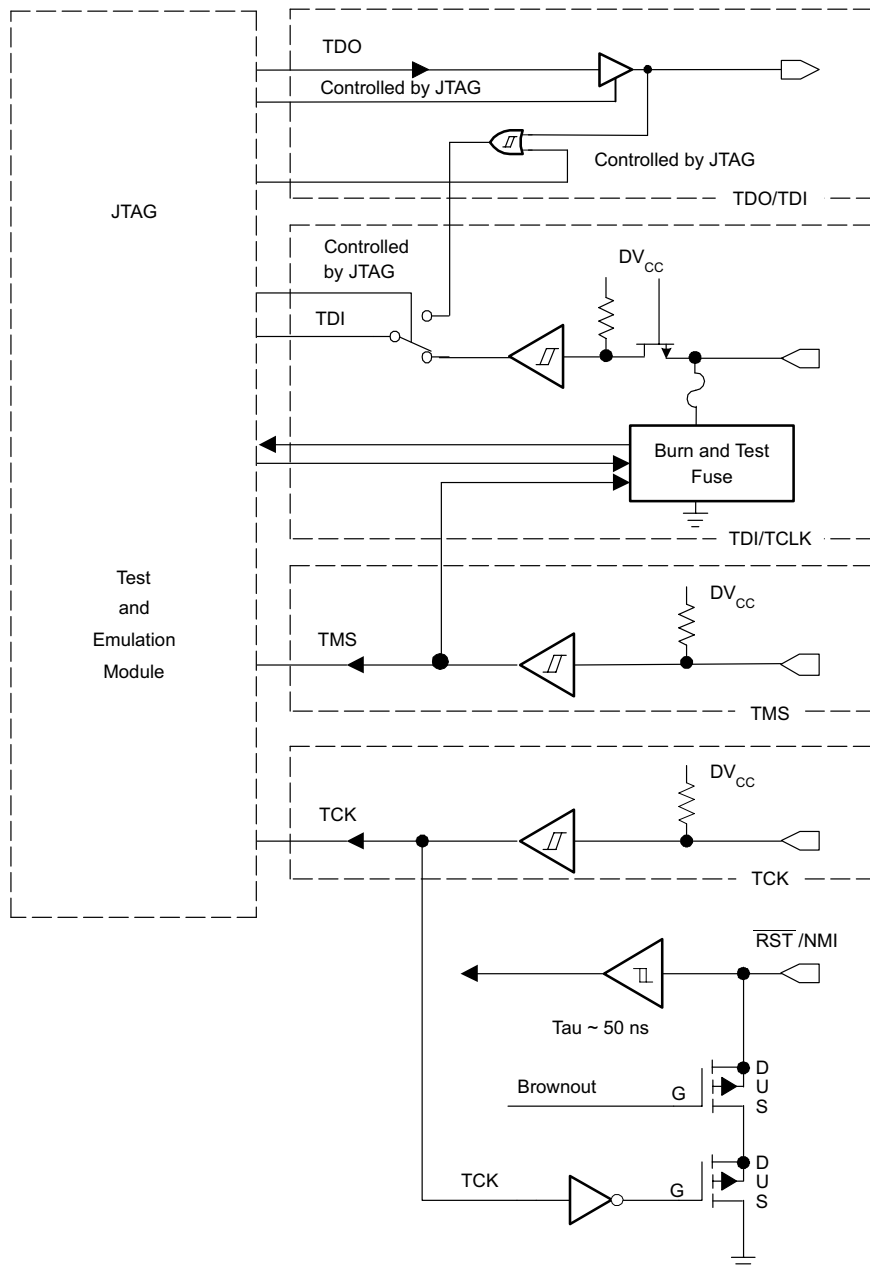 TDO
Controlled by JTAG
Controlled by JTAG
TDO/TDI
JTAG
Controlled
by JTAG
TDI
DVCC
Burn and Test
Fuse
TDI/TCLK
Test
and
Emulation
Module
TMS
DVCC
TMS
TCK
DVCC
TCK
RST/NMI
Tau ~ 50 ns
Brownout
G
D
U
S
TCK
G
D
U
S